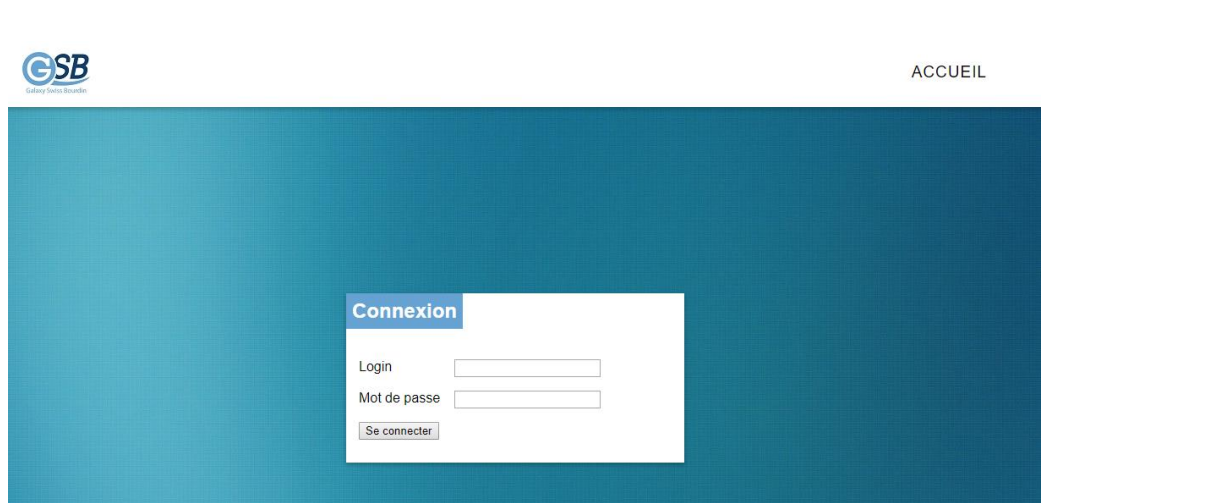 GSB
Galaxy Swiss Bourdin
ACCUEIL
Connexion
Login
Mot de passe
Se connecter